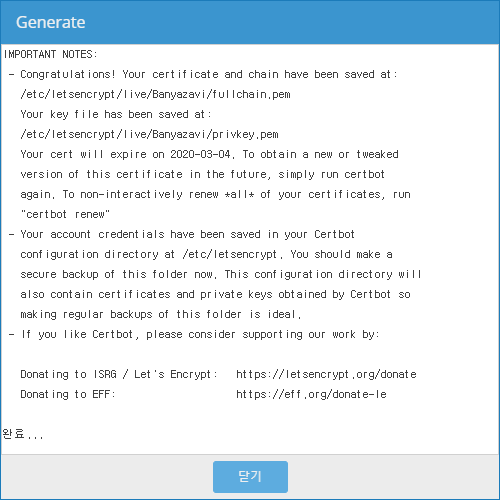 Generate
IMPORTANT NOTES:
- Congratulations! Your certificate and chain have been saved at:
/etc/letsencrypt/live/Banyazavi/fullchain.pem
Your key file has been saved at:
/etc/letsencrypt/live/Banyazavi/privkey.pem
Your cert will expire on 2020-03-04. To obtain a new or tweaked
version of this certificate in the future, simply run certbot
again. To non-interactively renew *all* of your certificates, run
"certbot renew"
- Your account credentials have been saved in your Certbot
configuration directory at /etc/letsencrypt. You should make a
secure backup of this folder now. This configuration directory will
also contain certificates and private keys obtained by Certbot so
making regular backups of this folder is ideal.
- If you like Certbot, please consider supporting our work by:
Donating to ISRG / Let's Encrypt: https://letsencrypt.org/donate
Donating to EFF: https://eff.org/donate-le
완료...
닫기